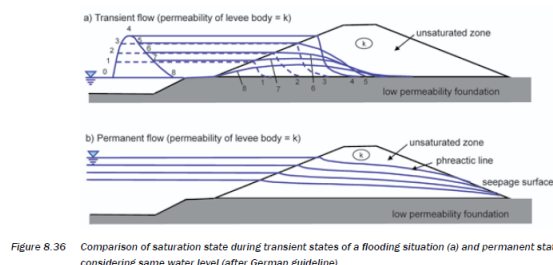 a) Transient flow (permeability of levee body = k)
4
3
5
2
6
1
7
0
8
k
unsaturated zone
8 1 7 2 6 3 4 5
low permeability foundation
b) Permanent flow (permeability of levee body = k)
k
unsaturated zone
phreactic line
seepage surface
low permeability foundation
Figure 8.36 Comparison of saturation state during transient states of a flooding situation (a) and permanent stat
considering same water level (after German guideline)